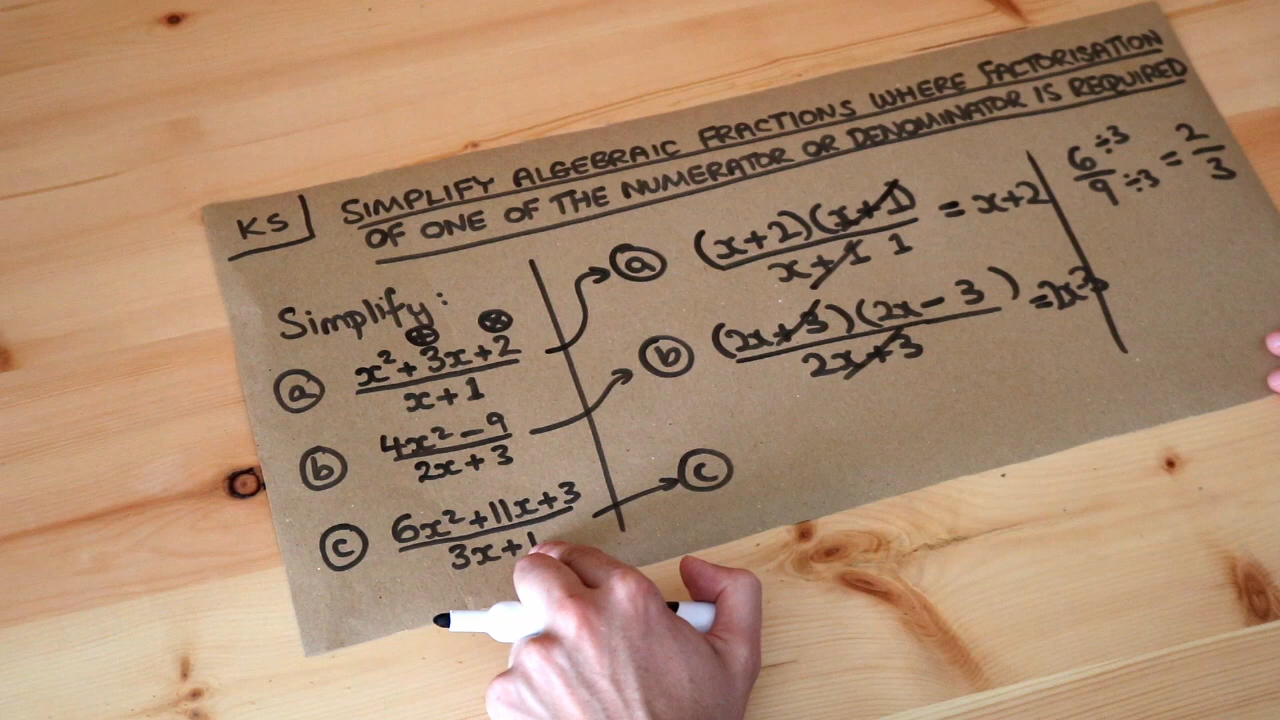 KS
SIMPLIFY ALGEBRAIC FRACTIONS WHERE FACTORISATION
OF ONE OF THE NUMERATOR OR DENOMINATOR IS REQUIRED
Simplify:
⊕ ⊗
ⓐ (x² + 3x + 2)/(x + 1)
ⓑ (4x² - 9)/(2x + 3)
ⓒ (6x² + 11x + 3)/(3x + 1
ⓐ (x + 2)(x + 1)/(x + 1) 1 = x + 2
ⓑ (2x + 3)(2x - 3)/(2x + 3) = 2x-3
ⓒ
6 ÷3 / 9 ÷3 = 2/3